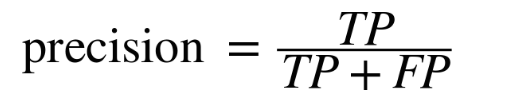 precision = TP / TP + FP